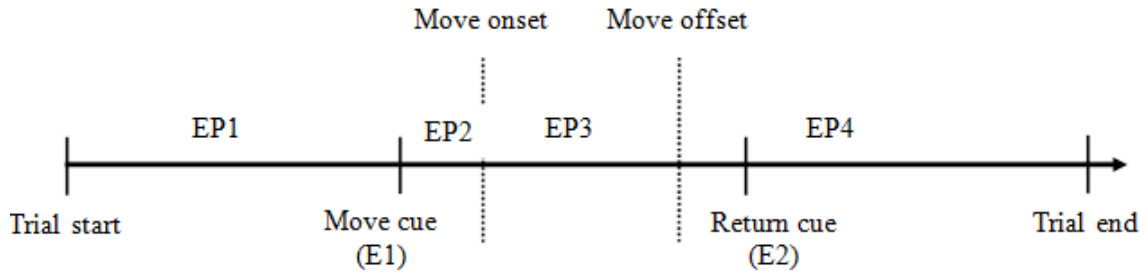 Move onset Move offset
EP1 EP2 EP3 EP4
Trial start Move cue Return cue Trial end
(E1) (E2)